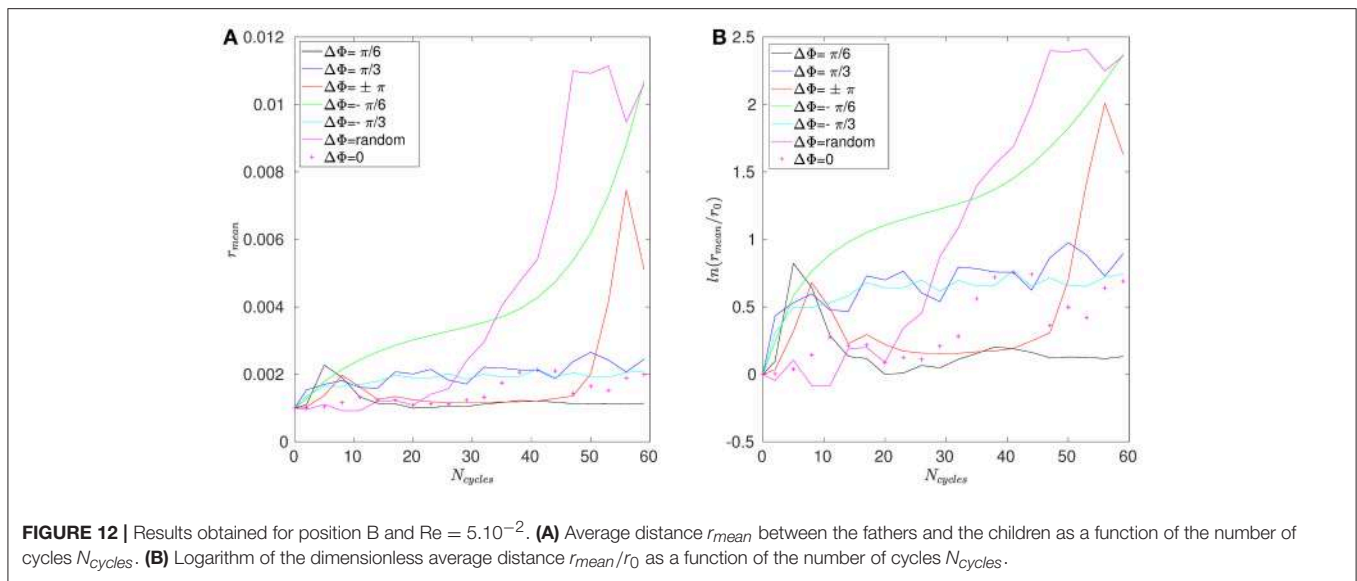 A
0.012
0.01
0.008
0.006
0.004
0.002
0
r_mean
ΔΦ= π/6
ΔΦ= π/3
ΔΦ= ± π
ΔΦ=- π/6
ΔΦ=- π/3
ΔΦ=random
ΔΦ=0
0 10 20 30 40 50 60
N_cycles
B
2.5
2
1.5
1
0.5
0
-0.5
ln(r_mean/r_0)
ΔΦ= π/6
ΔΦ= π/3
ΔΦ= ± π
ΔΦ=- π/6
ΔΦ=- π/3
ΔΦ=random
ΔΦ=0
0 10 20 30 40 50 60
N_cycles
FIGURE 12 | Results obtained for position B and Re = 5.10⁻². (A) Average distance r_mean between the fathers and the children as a function of the number of
cycles N_cycles. (B) Logarithm of the dimensionless average distance r_mean/r_0 as a function of the number of cycles N_cycles.